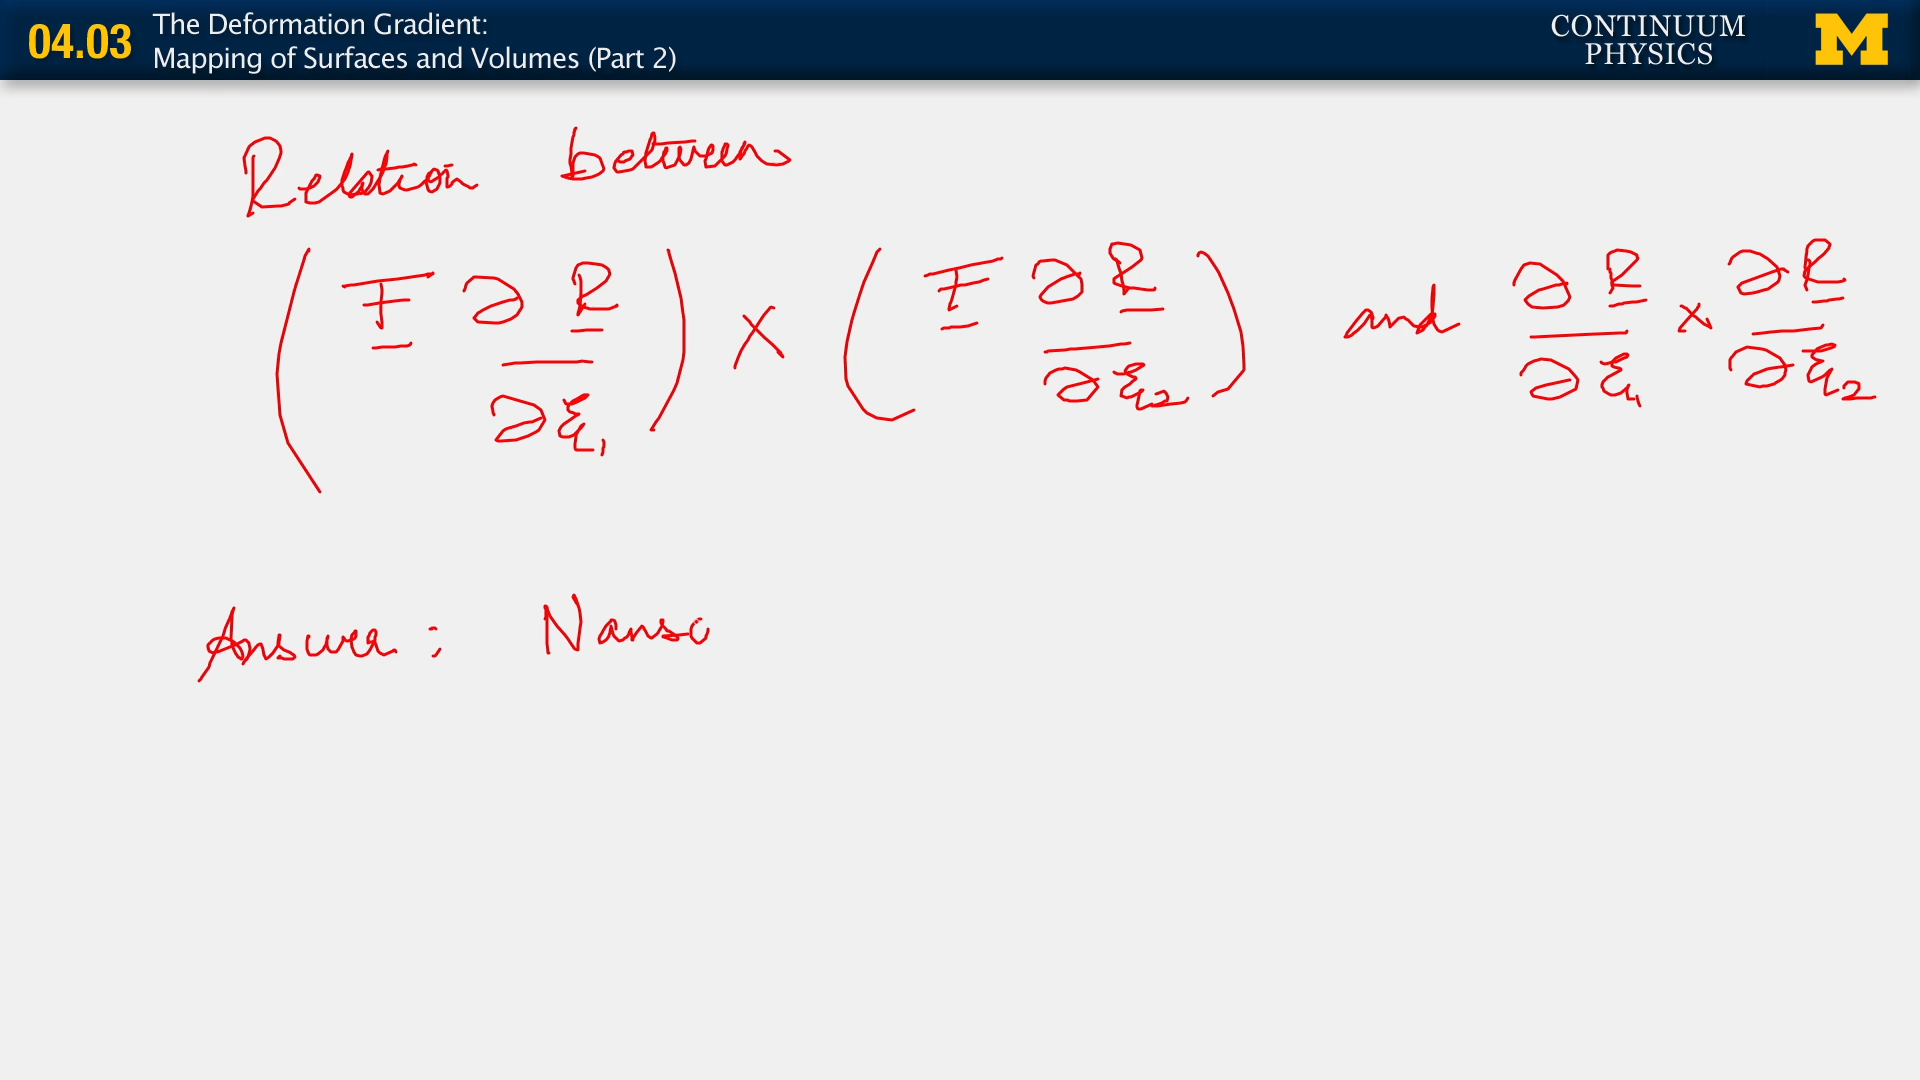 04.03 The Deformation Gradient:
Mapping of Surfaces and Volumes (Part 2)
CONTINUUM
PHYSICS
M
Relation between
(F ∂R/∂ξ₁) × (F ∂R/∂ξ₂) and ∂R/∂ξ₁ × ∂R/∂ξ₂
Answer: Nanso